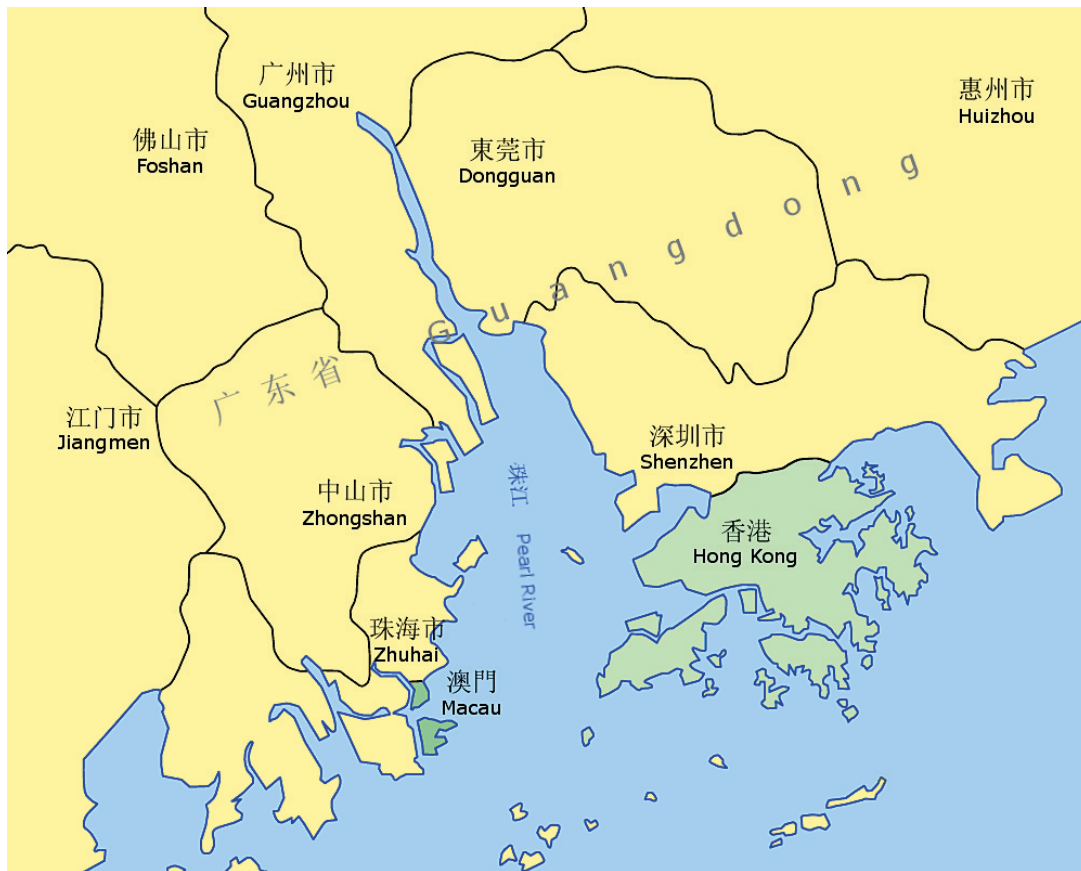 广州市
Guangzhou
惠州市
Huizhou
佛山市
Foshan
東莞市
Dongguan
Guangdong
广东省
江门市
Jiangmen
深圳市
Shenzhen
中山市
Zhongshan
珠江 Pearl River
香港
Hong Kong
珠海市
Zhuhai
澳門
Macau